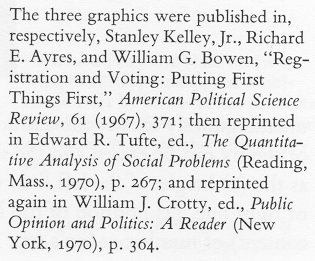 The three graphics were published in,
respectively, Stanley Kelley, Jr., Richard
E. Ayres, and William G. Bowen, “Reg-
istration and Voting: Putting First
Things First,” American Political Science
Review, 61 (1967), 371; then reprinted
in Edward R. Tufte, ed., The Quantita-
tive Analysis of Social Problems (Reading,
Mass., 1970), p. 267; and reprinted
again in William J. Crotty, ed., Public
Opinion and Politics: A Reader (New
York, 1970), p. 364.